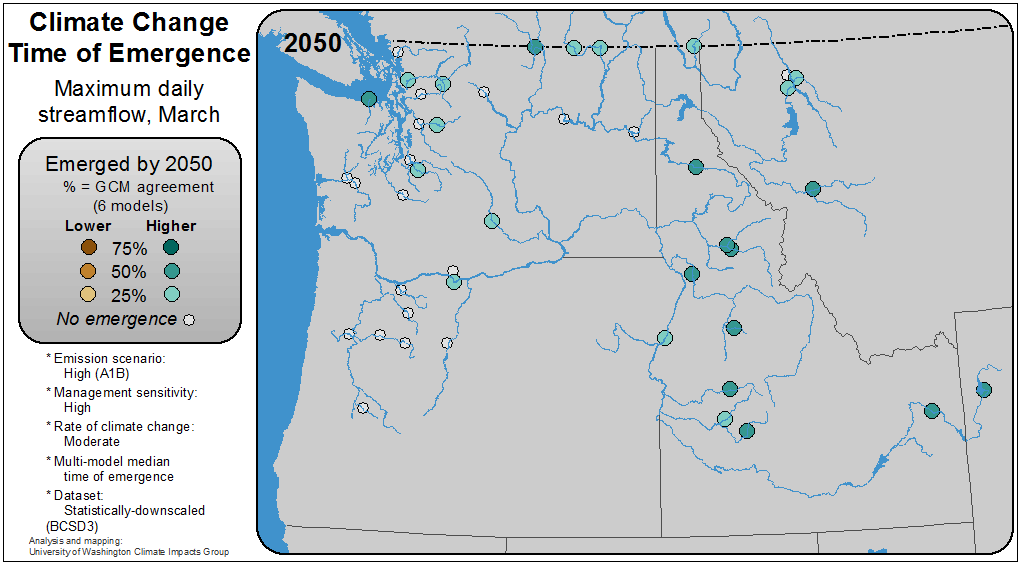 Climate Change
Time of Emergence
Maximum daily
streamflow, March
Emerged by 2050
% = GCM agreement
(6 models)
Lower Higher
75%
50%
25%
No emergence
* Emission scenario:
High (A1B)
* Management sensitivity:
High
* Rate of climate change:
Moderate
* Multi-model median
time of emergence
* Dataset:
Statistically-downscaled
(BCSD3)
Analysis and mapping:
University of Washington Climate Impacts Group
2050